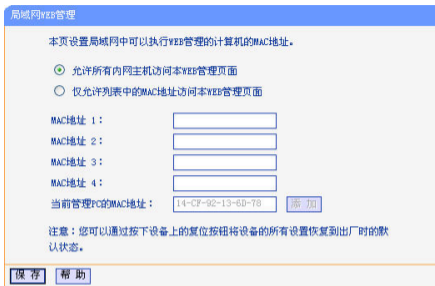 局域网WEB管理
本页设置局域网中可以执行WEB管理的计算机的MAC地址。
允许所有内网主机访问本WEB管理页面
仅允许列表中的MAC地址访问本WEB管理页面
MAC地址 1：
MAC地址 2：
MAC地址 3：
MAC地址 4：
当前管理PC的MAC地址： 14-CF-92-13-6D-78 添 加
注意：您可以通过按下设备上的复位按钮将设备的所有设置恢复到出厂时的默
认状态。
保 存 帮 助